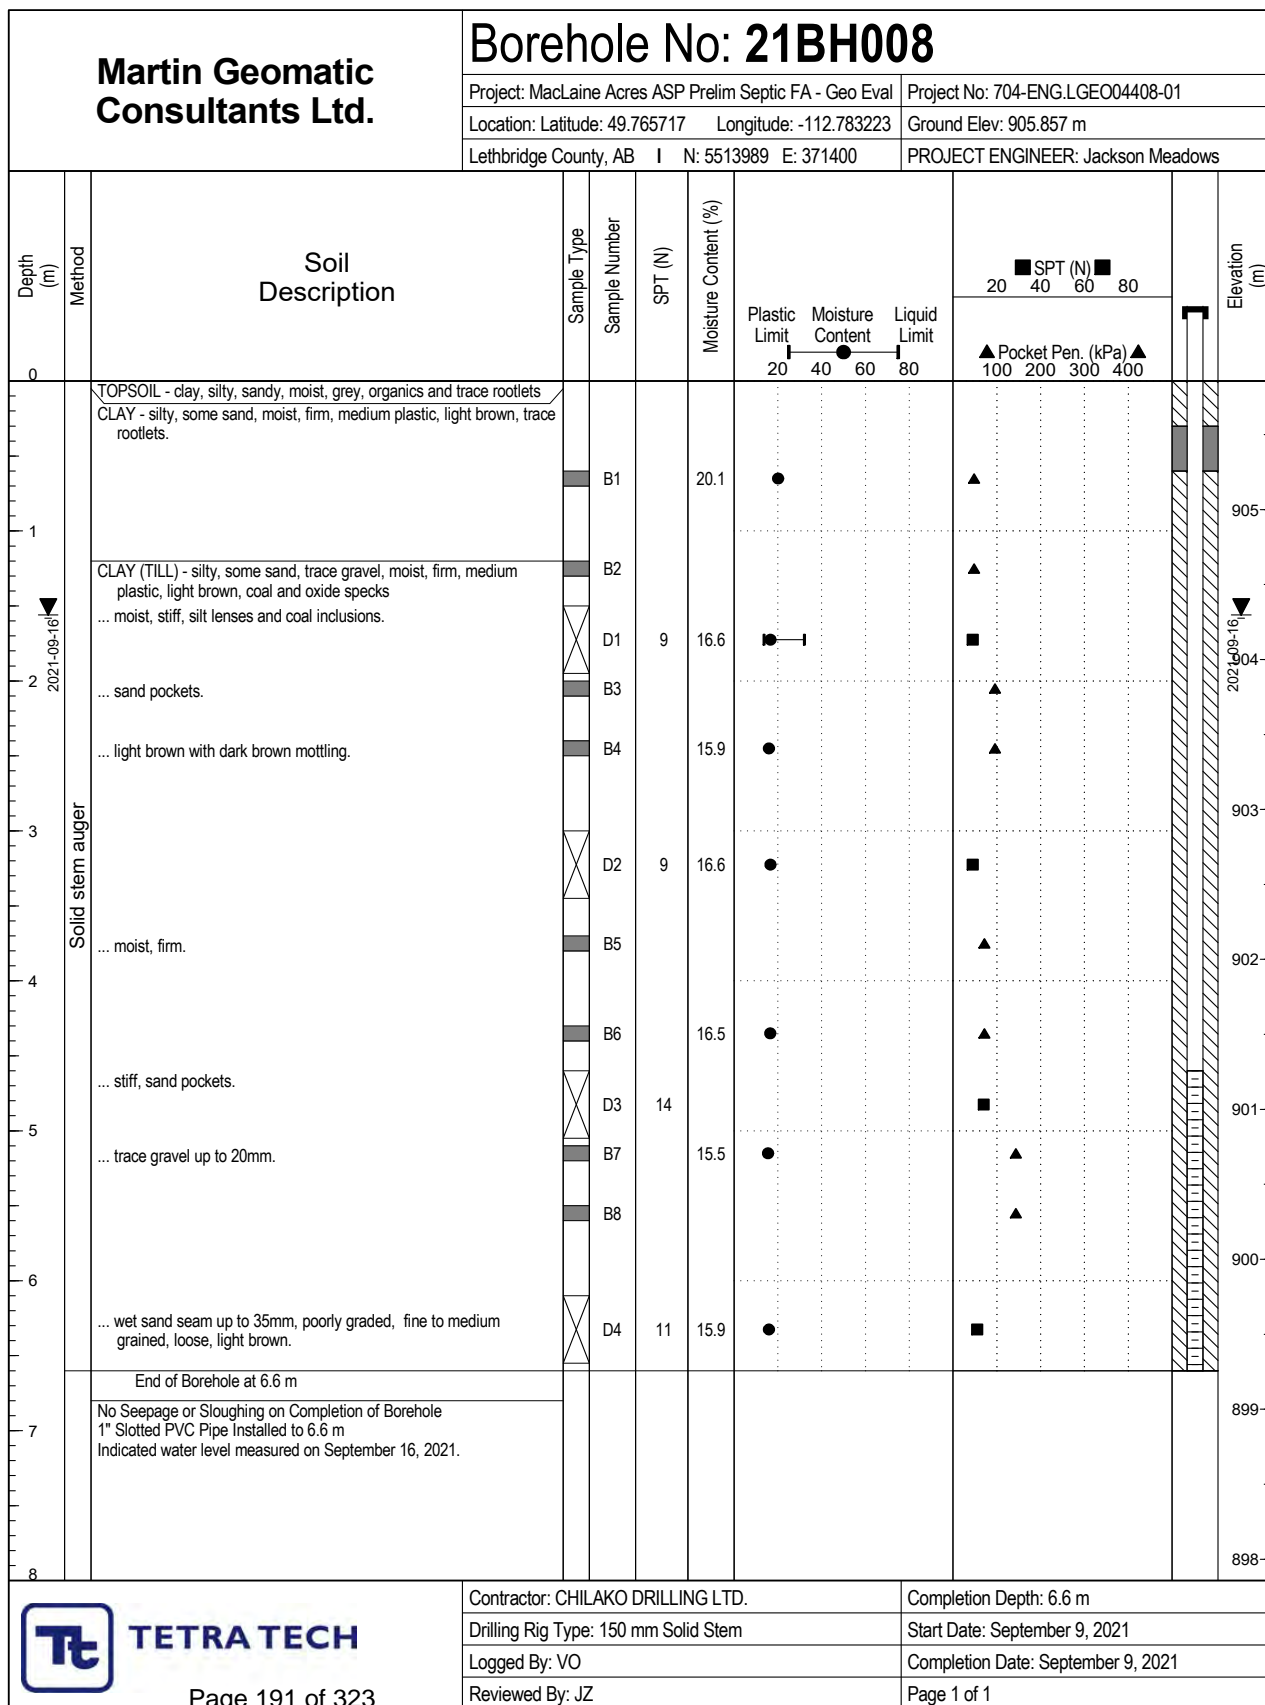 Martin Geomatic
Consultants Ltd.
Borehole No: 21BH008
Project: MacLaine Acres ASP Prelim Septic FA - Geo Eval
Project No: 704-ENG.LGEO04408-01
Location: Latitude: 49.765717 Longitude: -112.783223
Ground Elev: 905.857 m
Lethbridge County, AB I N: 5513989 E: 371400
PROJECT ENGINEER: Jackson Meadows
Depth
(m)
Method
Soil
Description
Sample Type
Sample Number
SPT (N)
Moisture Content (%)
Plastic Limit
Moisture Content
Liquid Limit
20 40 60 80
SPT (N)
20 40 60 80
Pocket Pen. (kPa)
100 200 300 400
Elevation
(m)
0
TOPSOIL - clay, silty, sandy, moist, grey, organics and trace rootlets
CLAY - silty, some sand, moist, firm, medium plastic, light brown, trace
rootlets.
B1 20.1
905
1
CLAY (TILL) - silty, some sand, trace gravel, moist, firm, medium
plastic, light brown, coal and oxide specks
B2
... moist, stiff, silt lenses and coal inclusions.
D1 9 16.6
2021-09-16
2021-09-16
904
2
... sand pockets.
B3
... light brown with dark brown mottling.
B4 15.9
903
3
Solid stem auger
D2 9 16.6
... moist, firm.
B5
902
4
B6 16.5
... stiff, sand pockets.
D3 14
901
5
... trace gravel up to 20mm.
B7 15.5
B8
900
6
... wet sand seam up to 35mm, poorly graded, fine to medium
grained, loose, light brown.
D4 11 15.9
End of Borehole at 6.6 m
No Seepage or Sloughing on Completion of Borehole
899
1" Slotted PVC Pipe Installed to 6.6 m
7
Indicated water level measured on September 16, 2021.
898
8
Tt TETRA TECH
Page 191 of 323
Contractor: CHILAKO DRILLING LTD.
Completion Depth: 6.6 m
Drilling Rig Type: 150 mm Solid Stem
Start Date: September 9, 2021
Logged By: VO
Completion Date: September 9, 2021
Reviewed By: JZ
Page 1 of 1